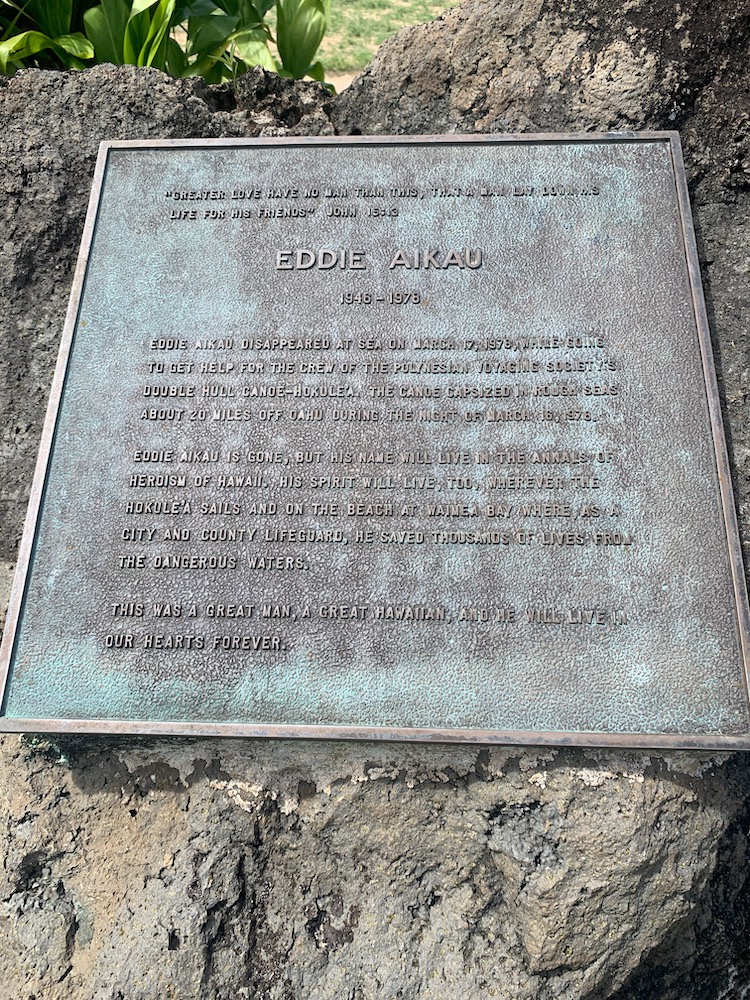 "GREATER LOVE HAVE NO MAN THAN THIS, THAT A MAN LAY DOWN HIS
LIFE FOR HIS FRIENDS" JOHN 15:13
EDDIE AIKAU
1946 - 1978
EDDIE AIKAU DISAPPEARED AT SEA ON MARCH 17, 1978, WHILE GOING
TO GET HELP FOR THE CREW OF THE POLYNESIAN VOYAGING SOCIETY'S
DOUBLE HULL CANOE-HOKULE'A. THE CANOE CAPSIZED IN ROUGH SEAS
ABOUT 20 MILES OFF OAHU DURING THE NIGHT OF MARCH 16, 1978.
EDDIE AIKAU IS GONE, BUT HIS NAME WILL LIVE IN THE ANNALS OF
HEROISM OF HAWAII. HIS SPIRIT WILL LIVE, TOO, WHEREVER THE
HOKULE'A SAILS AND ON THE BEACH AT WAIMEA BAY WHERE, AS A
CITY AND COUNTY LIFEGUARD, HE SAVED THOUSANDS OF LIVES FROM
THE DANGEROUS WATERS.
THIS WAS A GREAT MAN, A GREAT HAWAIIAN, AND HE WILL LIVE IN
OUR HEARTS FOREVER.